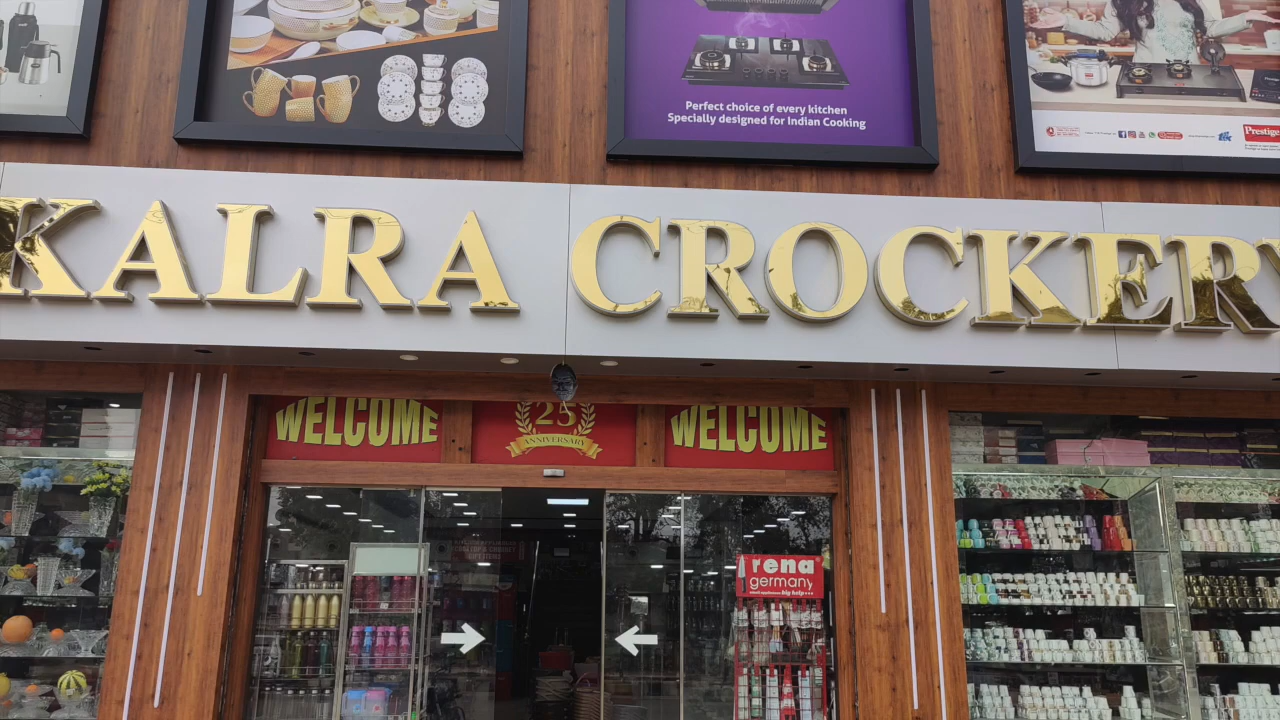 Perfect choice of every kitchen
Specially designed for Indian Cooking
Prestige
KALRA CROCKERY
WELCOME
25
ANNIVERSARY
WELCOME
rena
germany